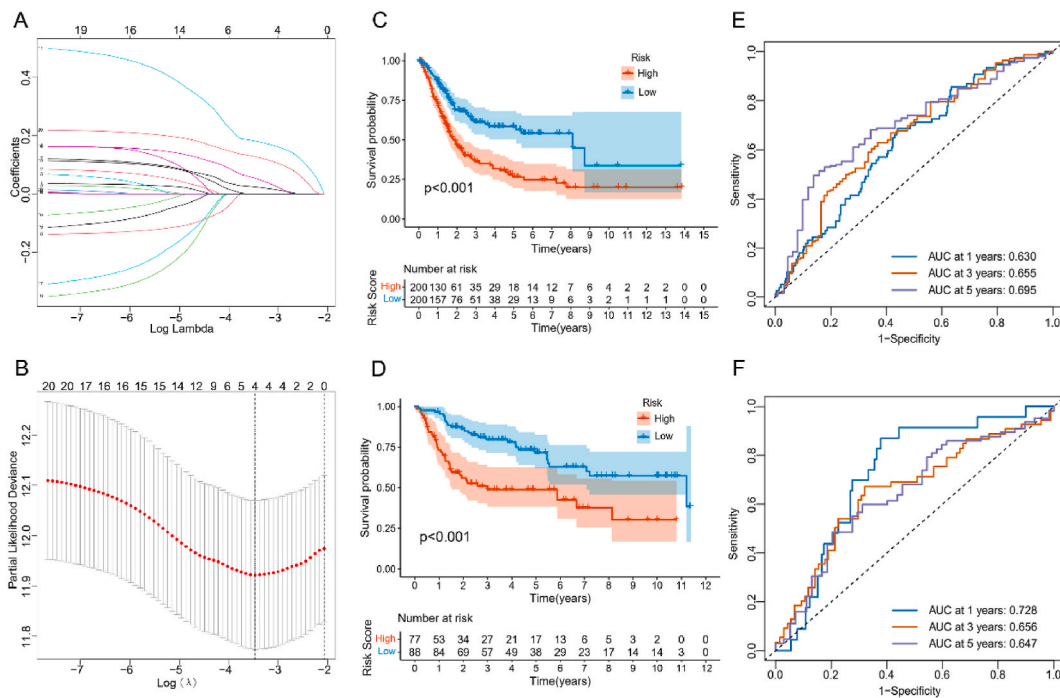 A
19 14 12 5 2 0
Coefficients
0.4
0.2
0.0
−0.2
−7 −6 −5 −4 −3 −2
Log Lambda
B
20 20 17 16 16 15 15 14 12 9 6 5 4 4 4 2 2 0
Partial Likelihood Deviance
12.2
12.1
12.0
11.9
11.8
−7 −6 −5 −4 −3 −2
Log (λ)
C
Risk
High
Low
Survival probability
1.00
0.75
0.50
0.25
0.00
p<0.001
0 1 2 3 4 5 6 7 8 9 10 11 12 13 14 15
Time(years)
Number at risk
Risk Score
High 200 130 61 35 29 18 14 12 7 6 4 2 2 2 0 0
Low 200 157 76 51 38 29 13 9 6 3 2 1 1 1 0 0
0 1 2 3 4 5 6 7 8 9 10 11 12 13 14 15
Time(years)
D
Risk
High
Low
Survival probability
1.00
0.75
0.50
0.25
0.00
p<0.001
0 1 2 3 4 5 6 7 8 9 10 11 12
Time(years)
Number at risk
Risk Score
High 77 53 34 27 21 17 13 6 5 3 2 0 0
Low 88 84 69 57 49 38 29 23 17 14 14 3 0
0 1 2 3 4 5 6 7 8 9 10 11 12
Time(years)
E
Sensitivity
1.0
0.8
0.6
0.4
0.2
0.0
AUC at 1 years: 0.630
AUC at 3 years: 0.655
AUC at 5 years: 0.695
0.0 0.2 0.4 0.6 0.8 1.0
1−Specificity
F
Sensitivity
1.0
0.8
0.6
0.4
0.2
0.0
AUC at 1 years: 0.728
AUC at 3 years: 0.656
AUC at 5 years: 0.647
0.0 0.2 0.4 0.6 0.8 1.0
1−Specificity